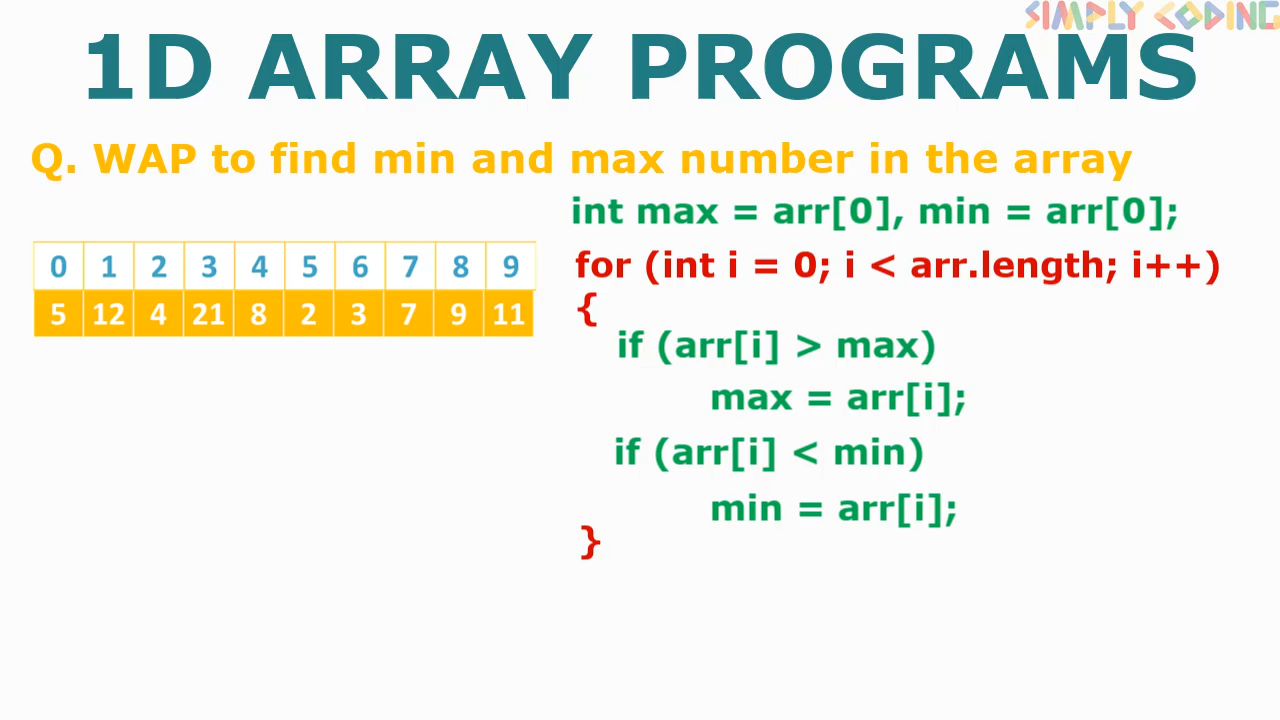 SIMPLY CODING
1D ARRAY PROGRAMS
Q. WAP to find min and max number in the array
0 1 2 3 4 5 6 7 8 9
5 12 4 21 8 2 3 7 9 11
int max = arr[0], min = arr[0];
for (int i = 0; i < arr.length; i++)
{
if (arr[i] > max)
max = arr[i];
if (arr[i] < min)
min = arr[i];
}